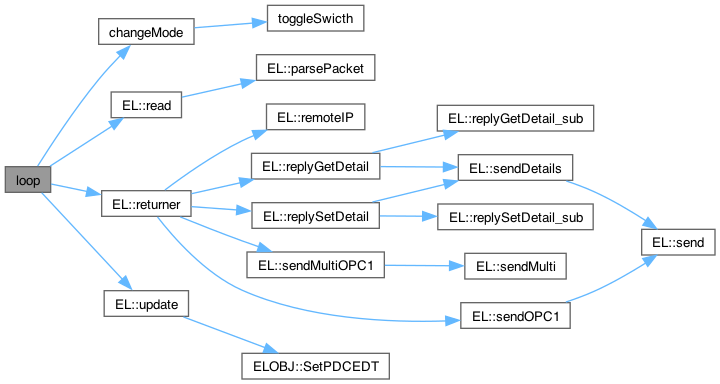 loop
changeMode
toggleSwicth
EL::read
EL::parsePacket
EL::returner
EL::remoteIP
EL::replyGetDetail
EL::replyGetDetail_sub
EL::sendDetails
EL::replySetDetail
EL::replySetDetail_sub
EL::sendMultiOPC1
EL::sendMulti
EL::sendOPC1
EL::send
EL::update
ELOBJ::SetPDCEDT